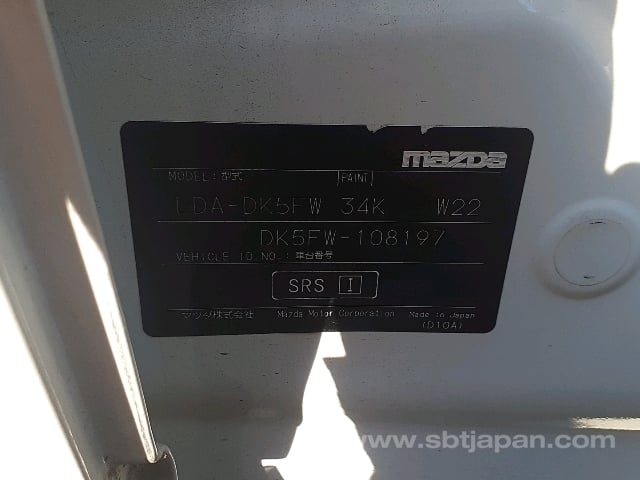 mazda
MODEL:型式 PAINT
LDA-DK5FW 34K W22
DK5FW-108197
VEHICLE ID.NO.:車台番号
SRS I
マツダ株式会社 Mazda Motor Corporation Made in Japan
(D10A)
www.sbtjapan.com